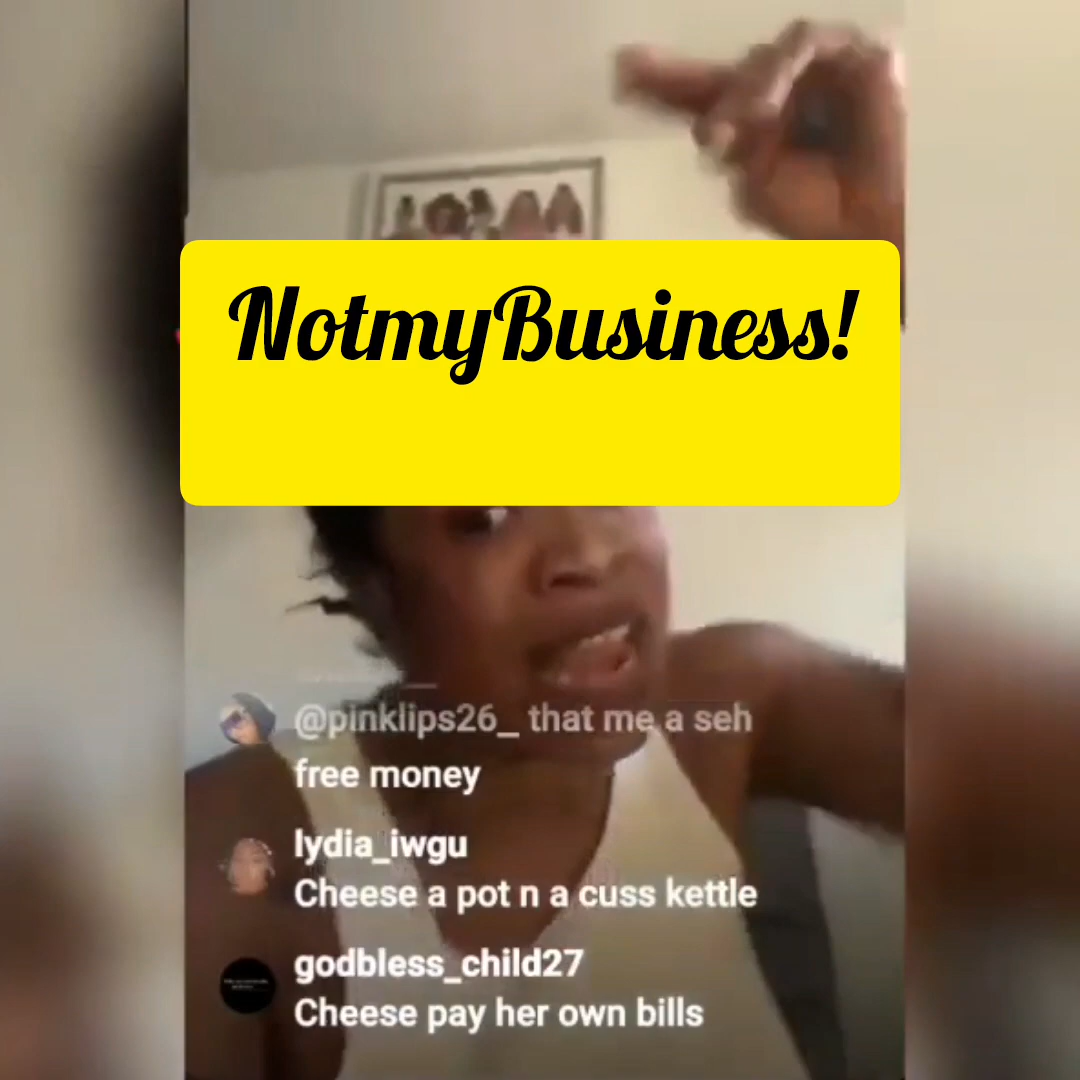 NotmyBusiness!
@pinklips26_ that me a seh
free money
lydia_iwgu
Cheese a pot n a cuss kettle
godbless_child27
Cheese pay her own bills